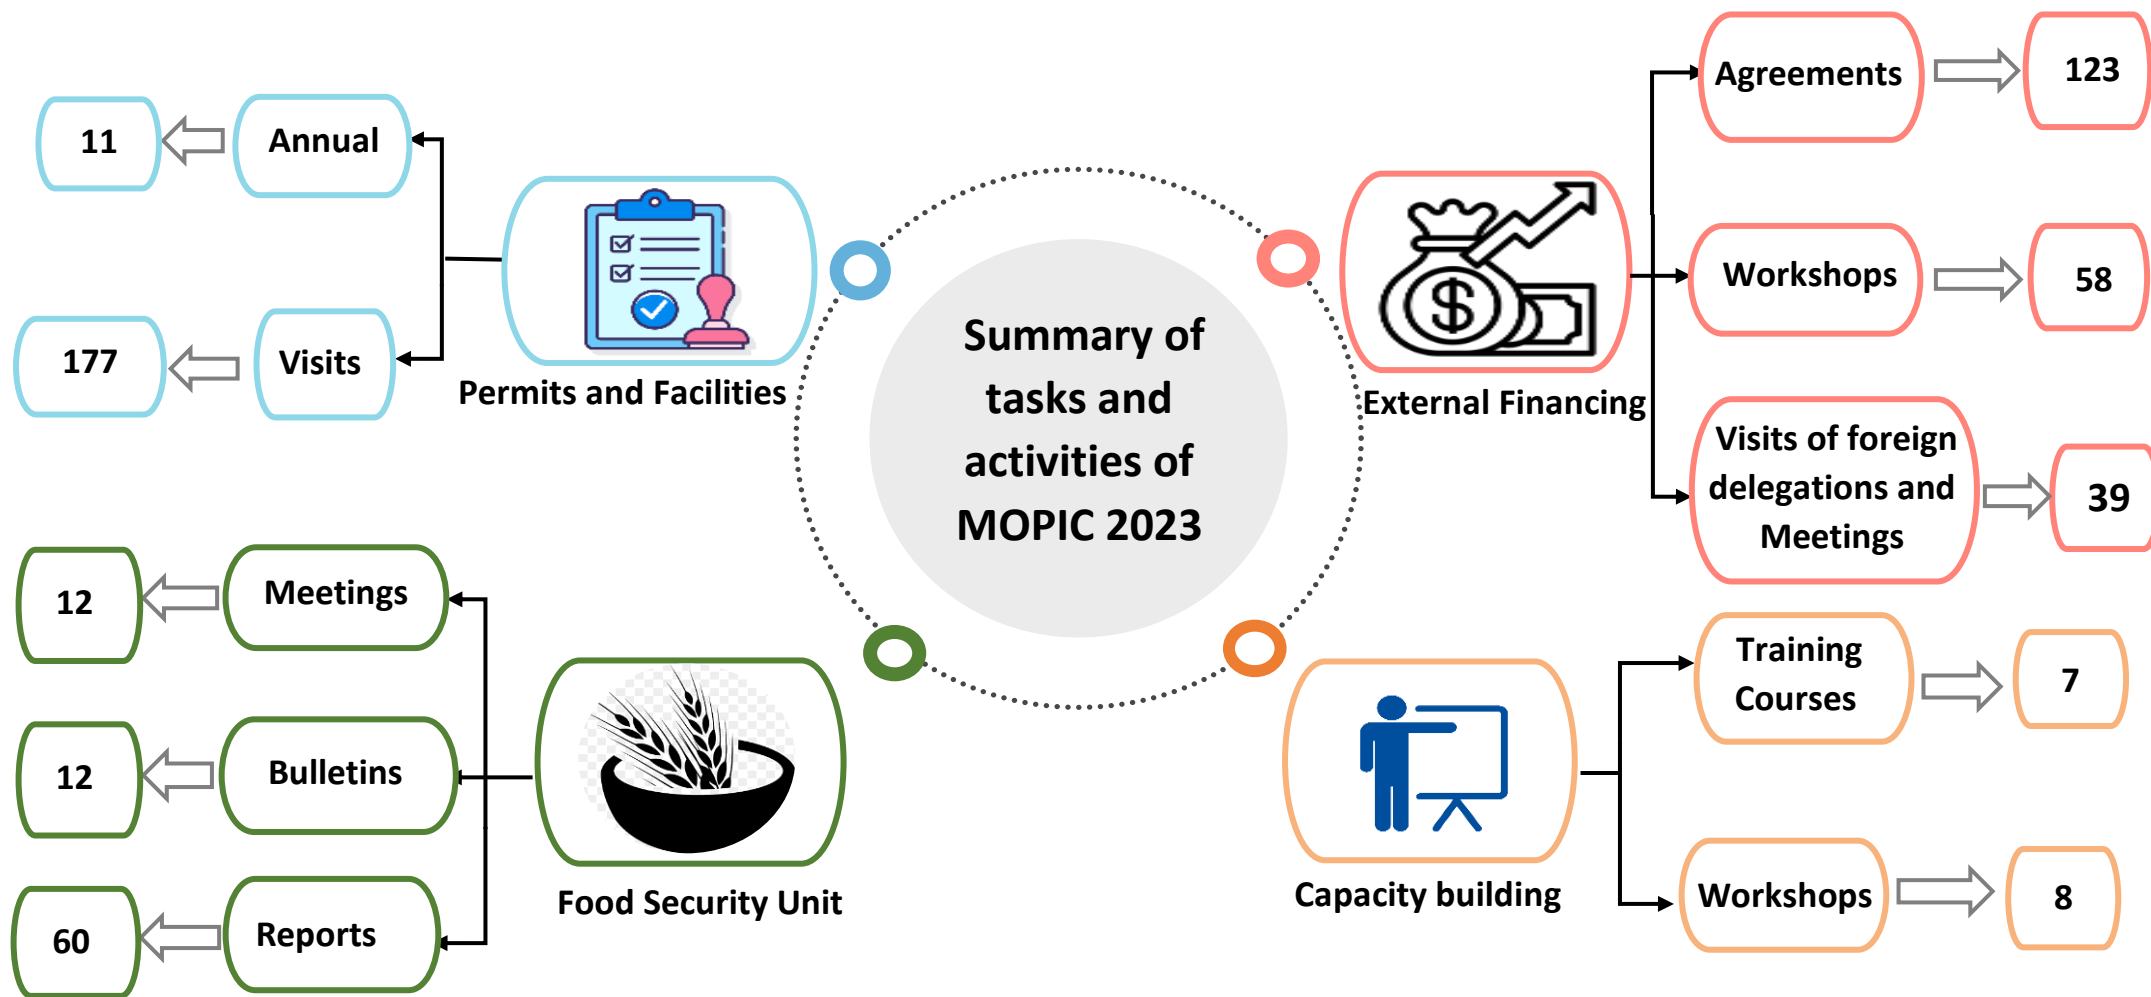 Summary of
tasks and
activities of
MOPIC 2023
Permits and Facilities
Annual
11
Visits
177
External Financing
Agreements
123
Workshops
58
Visits of foreign
delegations and
Meetings
39
Food Security Unit
Meetings
12
Bulletins
12
Reports
60
Capacity building
Training
Courses
7
Workshops
8